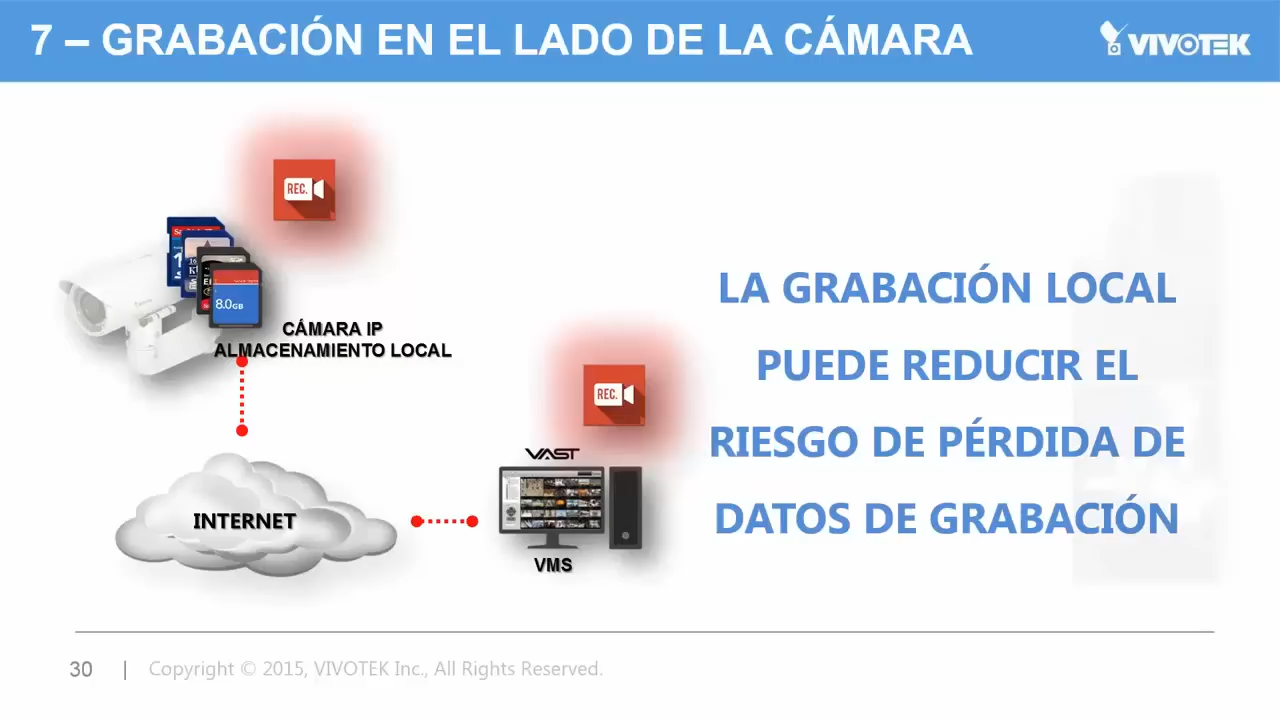 7 – GRABACIÓN EN EL LADO DE LA CÁMARA
VIVOTEK
REC.
8.0GB
CÁMARA IP
ALMACENAMIENTO LOCAL
REC.
VAST
INTERNET
VMS
LA GRABACIÓN LOCAL
PUEDE REDUCIR EL
RIESGO DE PÉRDIDA DE
DATOS DE GRABACIÓN
30 | Copyright © 2015, VIVOTEK Inc., All Rights Reserved.